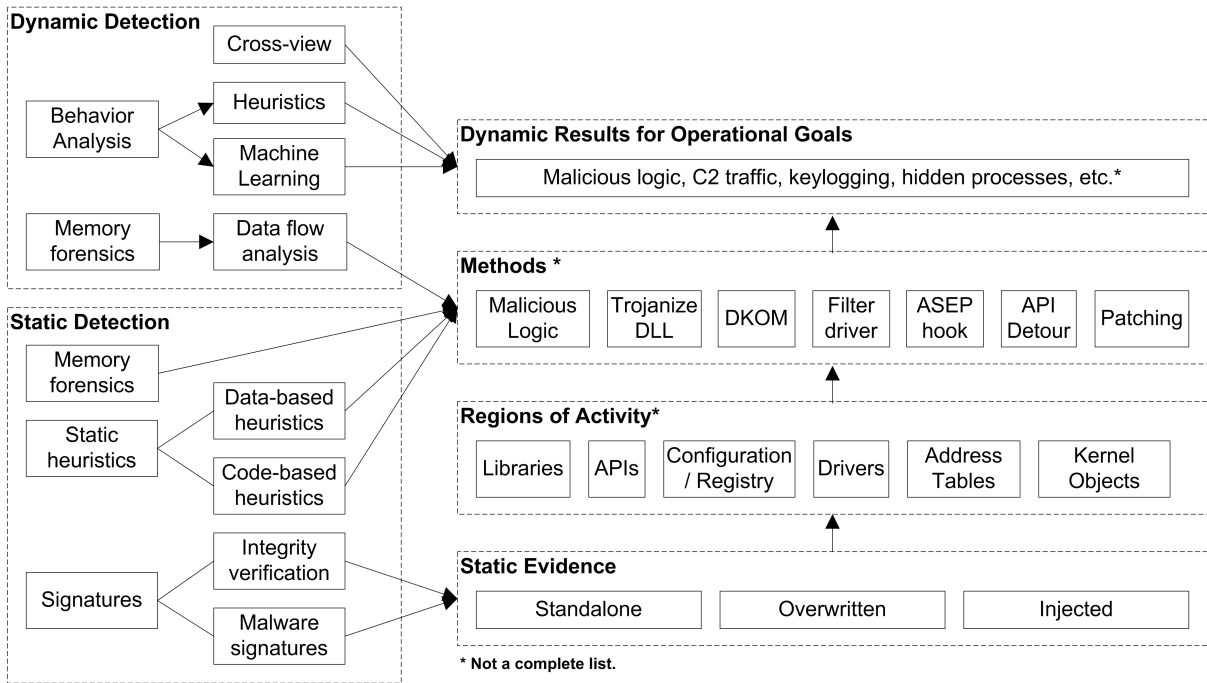 Dynamic Detection
Cross-view
Behavior
Analysis
Heuristics
Machine
Learning
Memory
forensics
Data flow
analysis
Static Detection
Memory
forensics
Static
heuristics
Data-based
heuristics
Code-based
heuristics
Signatures
Integrity
verification
Malware
signatures
Dynamic Results for Operational Goals
Malicious logic, C2 traffic, keylogging, hidden processes, etc.*
Methods *
Malicious
Logic
Trojanize
DLL
DKOM
Filter
driver
ASEP
hook
API
Detour
Patching
Regions of Activity*
Libraries
APIs
Configuration
/ Registry
Drivers
Address
Tables
Kernel
Objects
Static Evidence
Standalone
Overwritten
Injected
* Not a complete list.